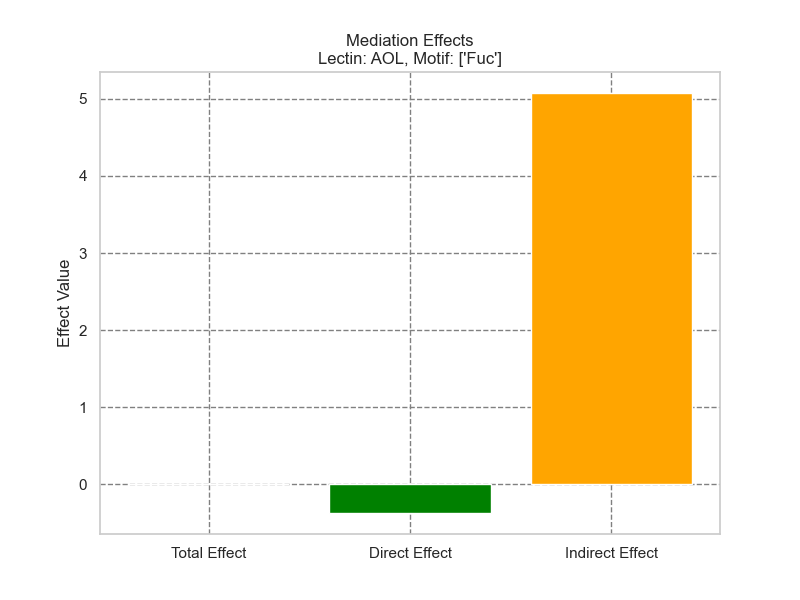 Mediation Effects
Lectin: AOL, Motif: ['Fuc']
Effect Value
5
4
3
2
1
0
Total Effect
Direct Effect
Indirect Effect